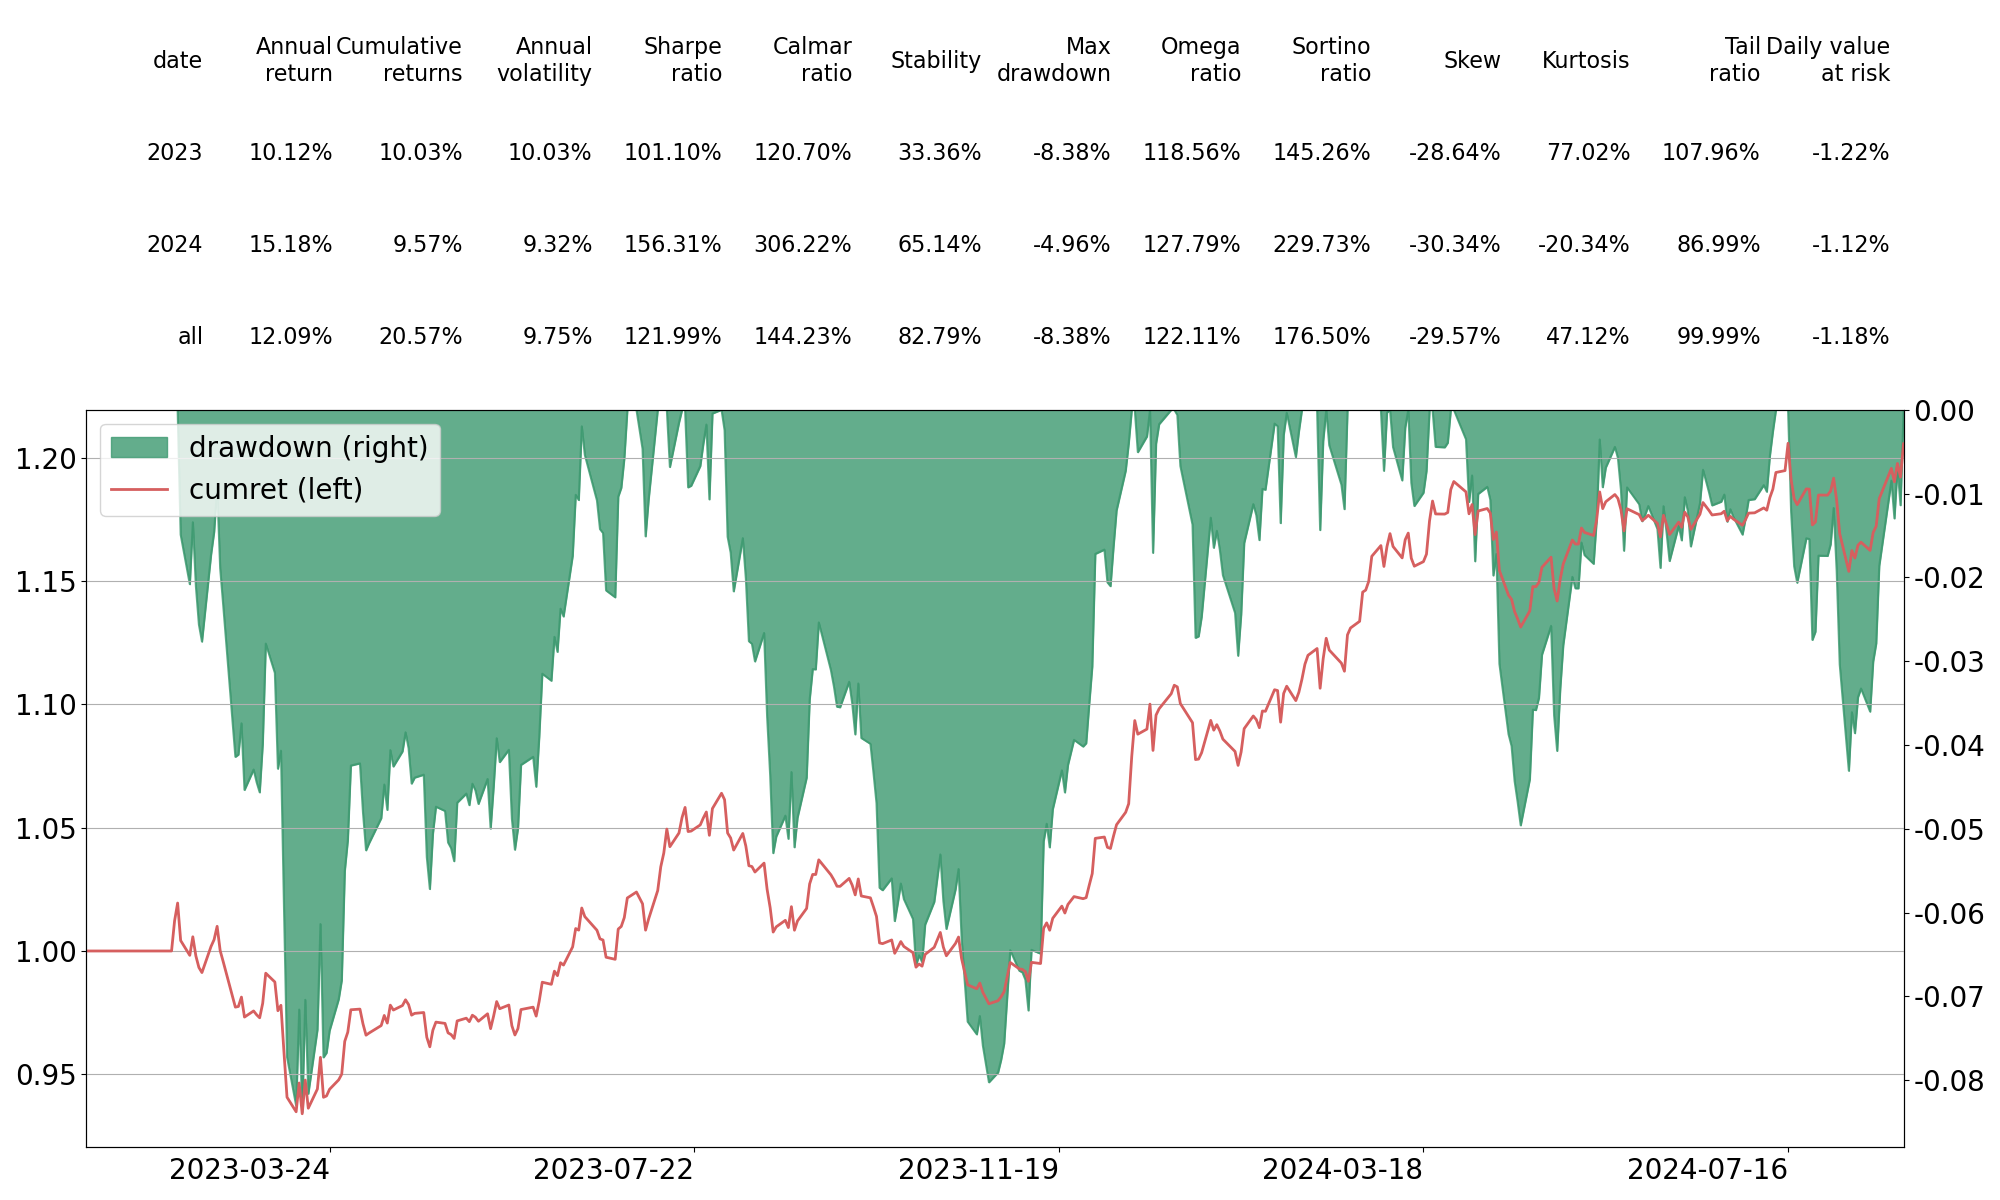 date Annual return Cumulative returns Annual volatility Sharpe ratio Calmar ratio Stability Max drawdown Omega ratio Sortino ratio Skew Kurtosis Tail ratio Daily value at risk
2023 10.12% 10.03% 10.03% 101.10% 120.70% 33.36% -8.38% 118.56% 145.26% -28.64% 77.02% 107.96% -1.22%
2024 15.18% 9.57% 9.32% 156.31% 306.22% 65.14% -4.96% 127.79% 229.73% -30.34% -20.34% 86.99% -1.12%
all 12.09% 20.57% 9.75% 121.99% 144.23% 82.79% -8.38% 122.11% 176.50% -29.57% 47.12% 99.99% -1.18%
drawdown (right)
cumret (left)
1.20
1.15
1.10
1.05
1.00
0.95
0.00
-0.01
-0.02
-0.03
-0.04
-0.05
-0.06
-0.07
-0.08
2023-03-24 2023-07-22 2023-11-19 2024-03-18 2024-07-16